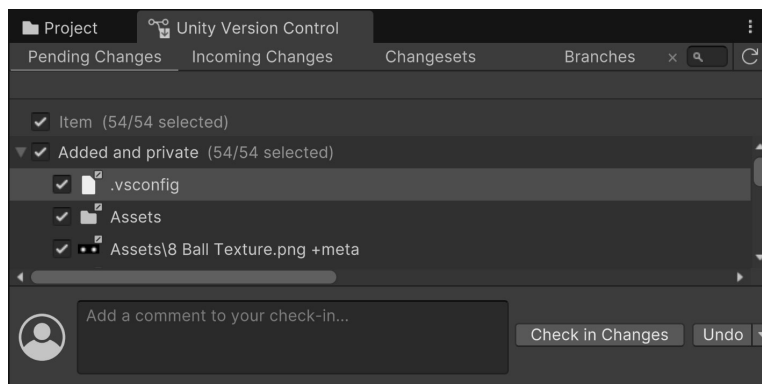 Project Unity Version Control
Pending Changes Incoming Changes Changesets Branches
Item (54/54 selected)
Added and private (54/54 selected)
.vsconfig
Assets
Assets\8 Ball Texture.png +meta
Add a comment to your check-in...
Check in Changes Undo